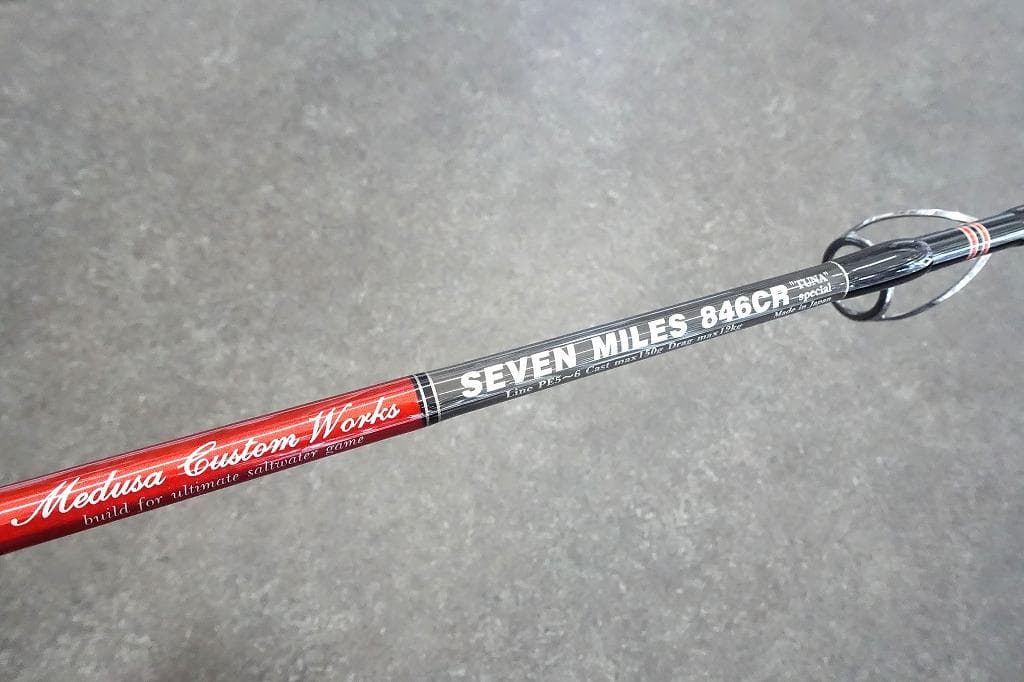 Medusa Custom Works
build for ultimate saltwater game
SEVEN MILES 846CR "TUNA" special
Line PE5~6 Cast max150g Drag max12kg
Made in Japan